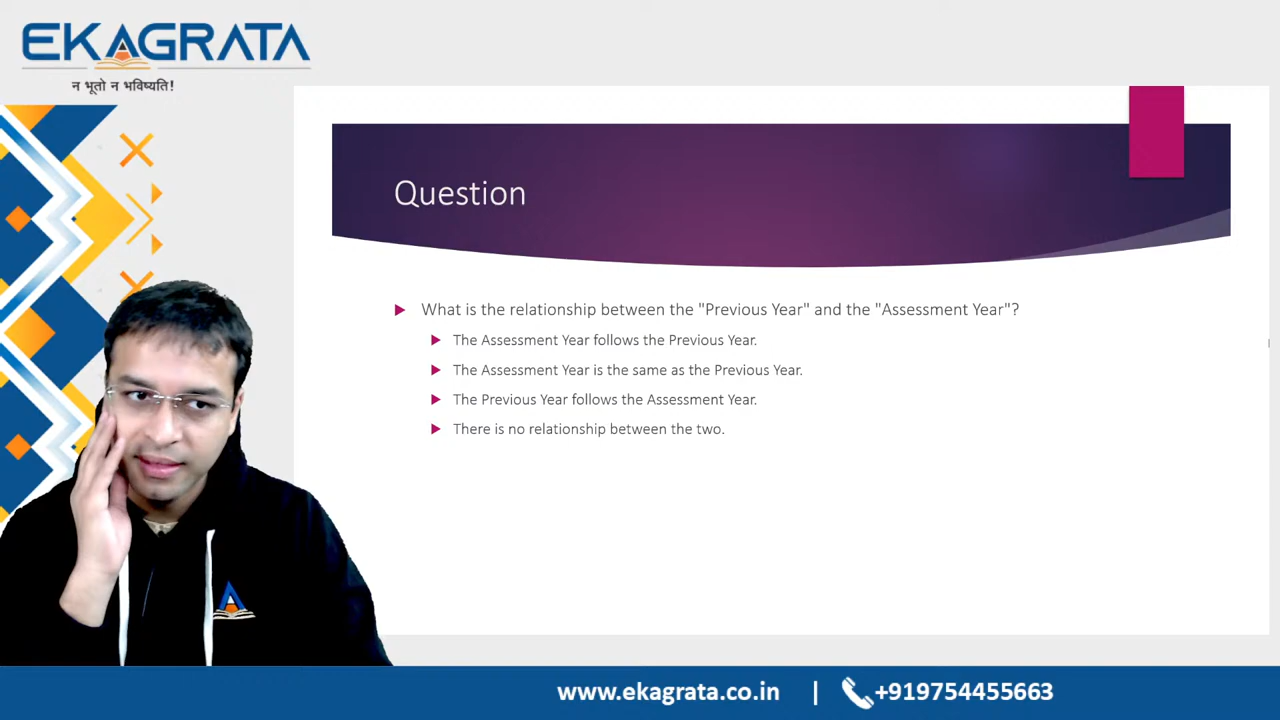 EKAGRATA
न भूतो न भविष्यति!
Question
What is the relationship between the "Previous Year" and the "Assessment Year"?
The Assessment Year follows the Previous Year.
The Assessment Year is the same as the Previous Year.
The Previous Year follows the Assessment Year.
There is no relationship between the two.
www.ekagrata.co.in | +919754455663